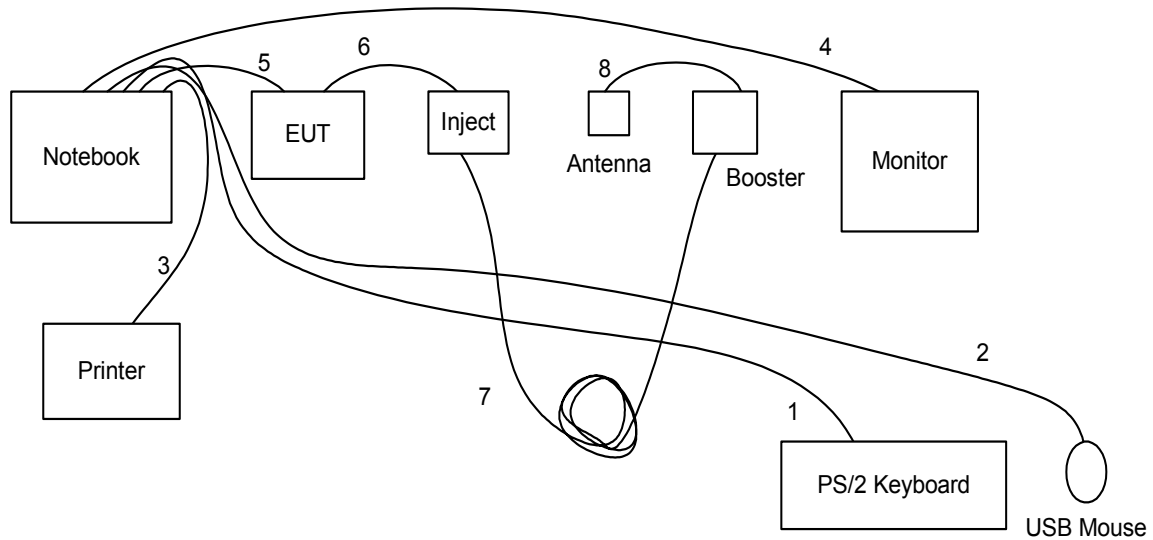 4
5
6
8
Notebook
EUT
Inject
Antenna
Booster
Monitor
3
Printer
7
2
1
PS/2 Keyboard
USB Mouse